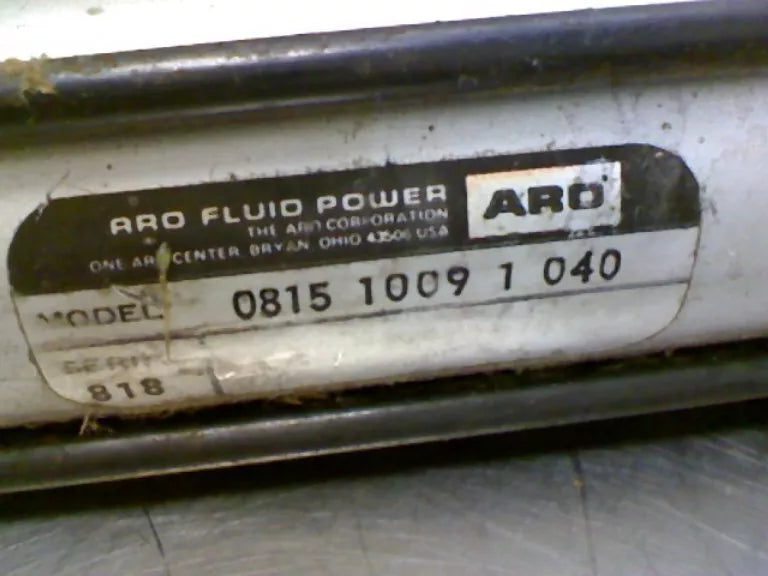 ARO FLUID POWER
ARO
THE ARO CORPORATION
ONE ARO CENTER, BRYAN, OHIO 43506 USA
MODEL 0815 1009 1 040
SERIES
818